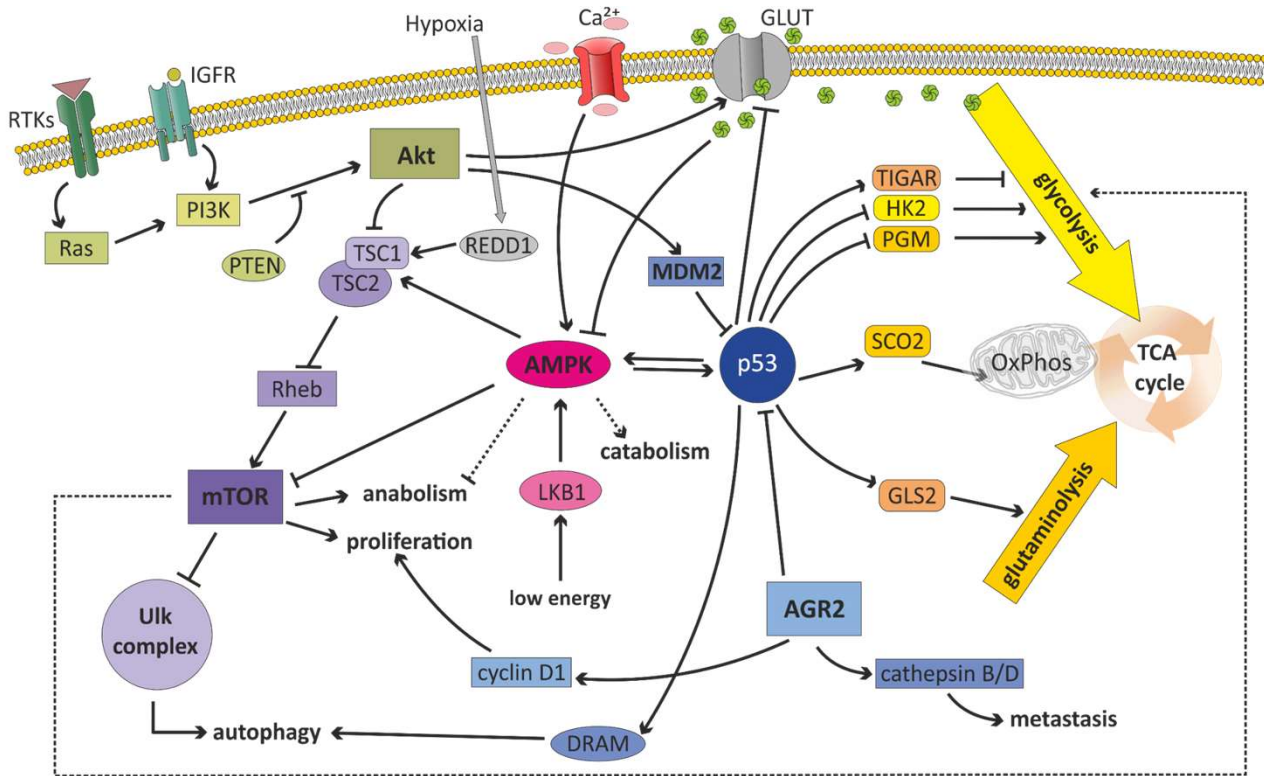 Ca²⁺
GLUT
Hypoxia
IGFR
RTKs
Akt
TIGAR
HK2
PGM
glycolysis
PI3K
Ras
PTEN
TSC1
TSC2
REDD1
MDM2
SCO2
OxPhos
TCA
cycle
AMPK
p53
Rheb
catabolism
mTOR
anabolism
LKB1
GLS2
glutaminolysis
proliferation
low energy
AGR2
Ulk
complex
cyclin D1
cathepsin B/D
metastasis
autophagy
DRAM